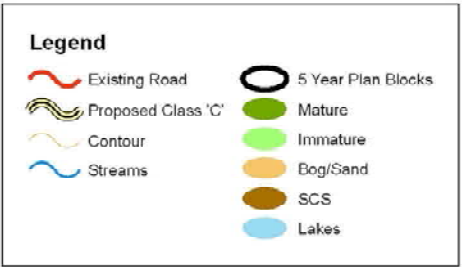 Legend
Existing Road
Proposed Class 'C'
Contour
Streams
5 Year Plan Blocks
Mature
Immature
Bog/Sand
SCS
Lakes